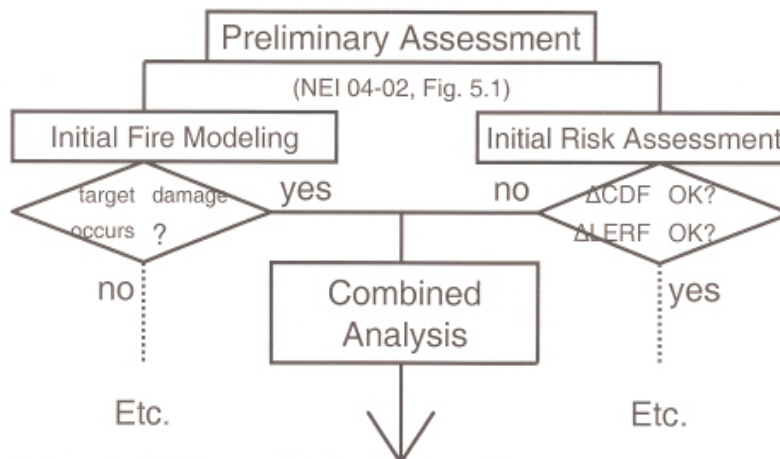 Preliminary Assessment
(NEI 04-02, Fig. 5.1)
Initial Fire Modeling
Initial Risk Assessment
target damage
occurs ?
yes
no
ΔCDF OK?
ΔLERF OK?
no
Combined
Analysis
yes
Etc.
Etc.